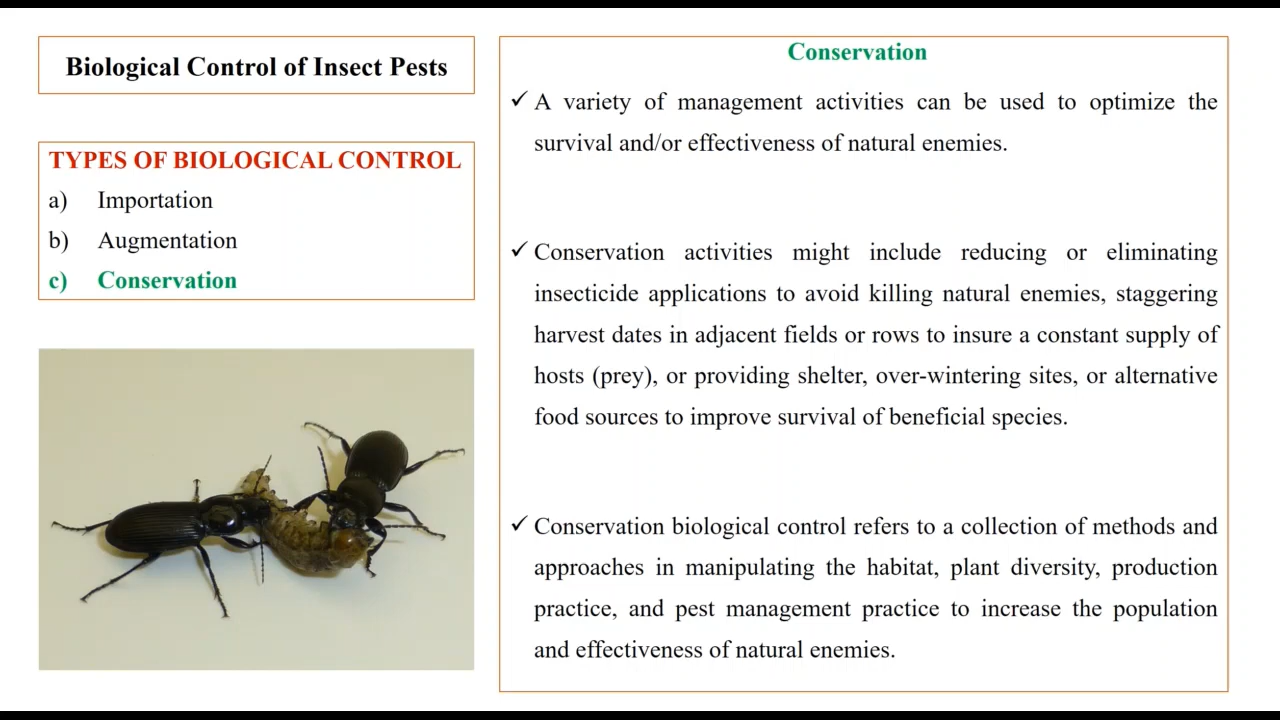 Biological Control of Insect Pests
TYPES OF BIOLOGICAL CONTROL
a) Importation
b) Augmentation
c) Conservation
Conservation
✓ A variety of management activities can be used to optimize the
survival and/or effectiveness of natural enemies.
✓ Conservation activities might include reducing or eliminating
insecticide applications to avoid killing natural enemies, staggering
harvest dates in adjacent fields or rows to insure a constant supply of
hosts (prey), or providing shelter, over-wintering sites, or alternative
food sources to improve survival of beneficial species.
✓ Conservation biological control refers to a collection of methods and
approaches in manipulating the habitat, plant diversity, production
practice, and pest management practice to increase the population
and effectiveness of natural enemies.